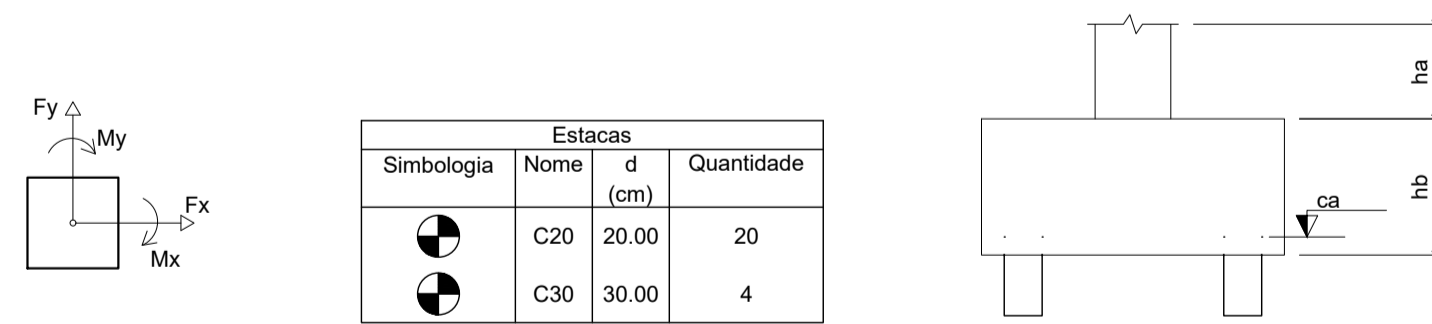 Fy
My
Fx
Mx
Estacas
Simbologia Nome d (cm) Quantidade
C20 20.00 20
C30 30.00 4
ha
hb
ca